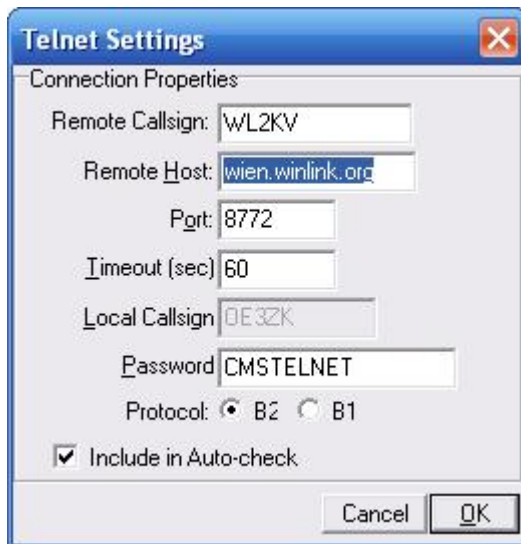 Telnet Settings
Connection Properties
Remote Callsign: WL2KV
Remote Host: wien.winlink.org
Port: 8772
Timeout (sec) 60
Local Callsign OE3ZK
Password CMSTELNET
Protocol: B2 B1
Include in Auto-check
Cancel OK